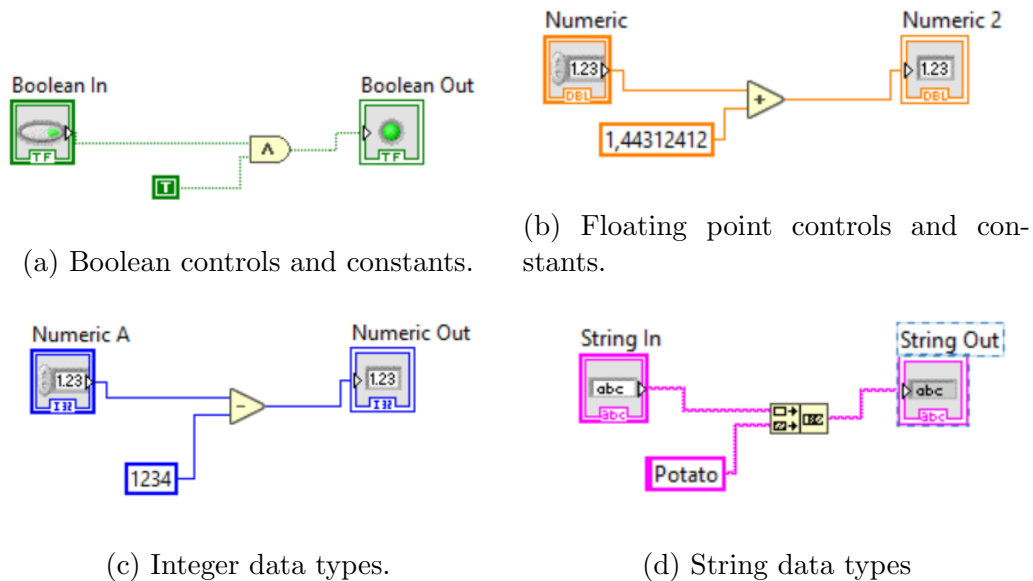 Boolean In
Boolean Out
TF
TF
T
(a) Boolean controls and constants.
Numeric
Numeric 2
1.23
1.23
DBL
DBL
+
1,44312412
(b) Floating point controls and con-
stants.
Numeric A
Numeric Out
1.23
1.23
I32
I32
-
1234
(c) Integer data types.
String In
String Out
abc
abc
abc
abc
Potato
(d) String data types